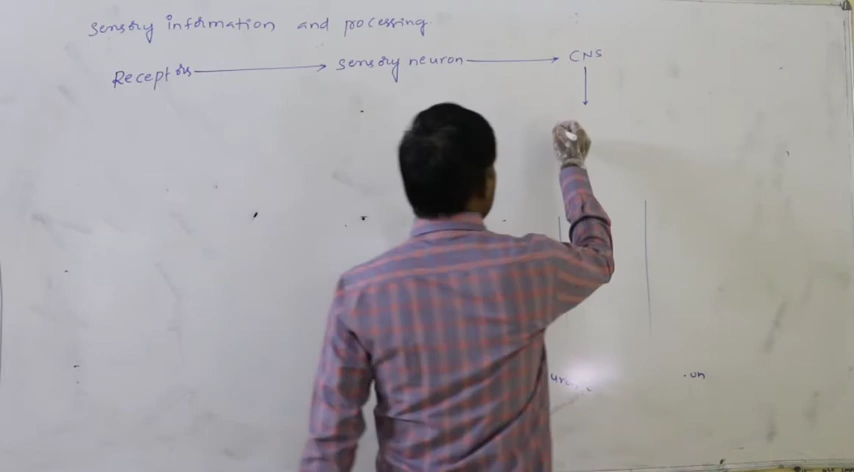 Sensory information and processing.
Receptors → Sensory neuron → CNS